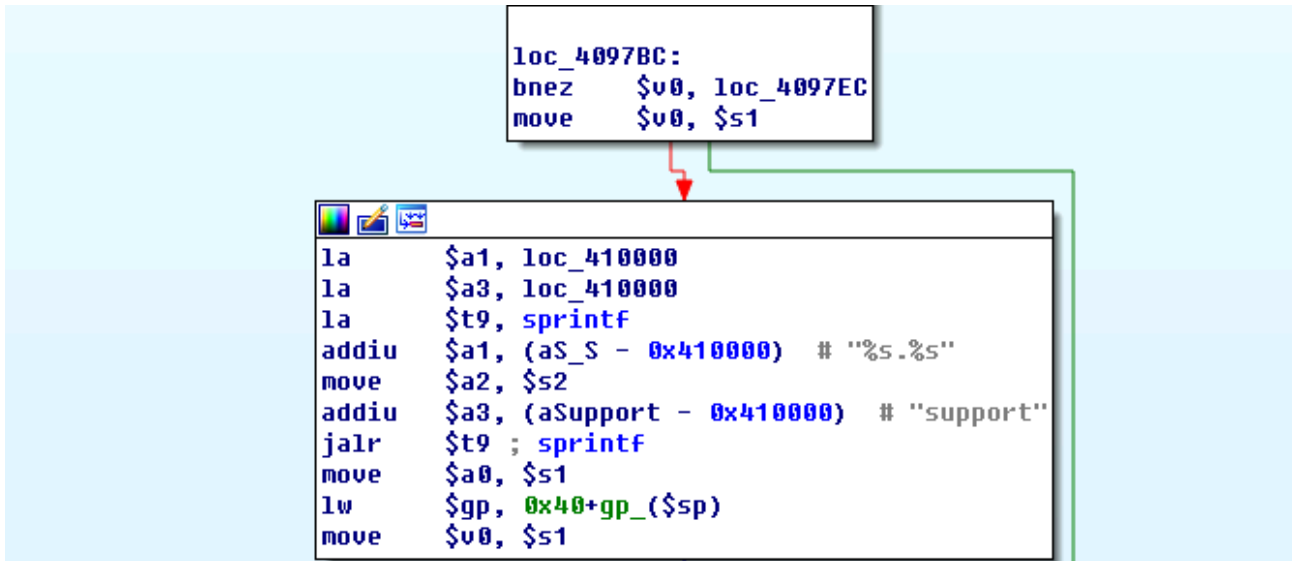 loc_4097BC:
bnez $v0, loc_4097EC
move $v0, $s1
la $a1, loc_410000
la $a3, loc_410000
la $t9, sprintf
addiu $a1, (aS_S - 0x410000) # "%s.%s"
move $a2, $s2
addiu $a3, (aSupport - 0x410000) # "support"
jalr $t9 ; sprintf
move $a0, $s1
lw $gp, 0x40+gp_($sp)
move $v0, $s1